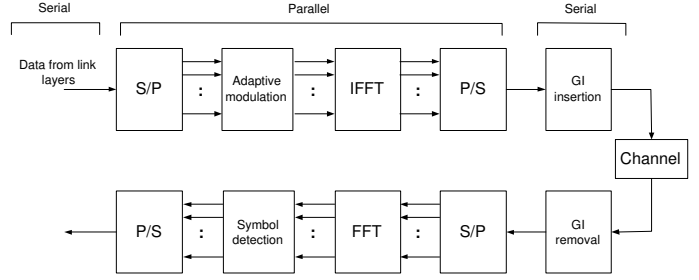 Serial
Parallel
Serial
Data from link
layers
S/P
:
Adaptive
modulation
:
IFFT
:
P/S
GI
insertion
Channel
P/S
:
Symbol
detection
:
FFT
:
S/P
GI
removal